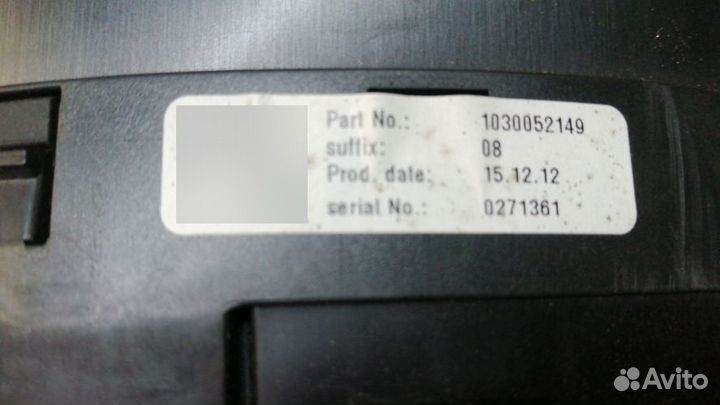 Part No.: 1030052149
suffix: 08
Prod. date: 15.12.12
serial No.: 0271361
Avito